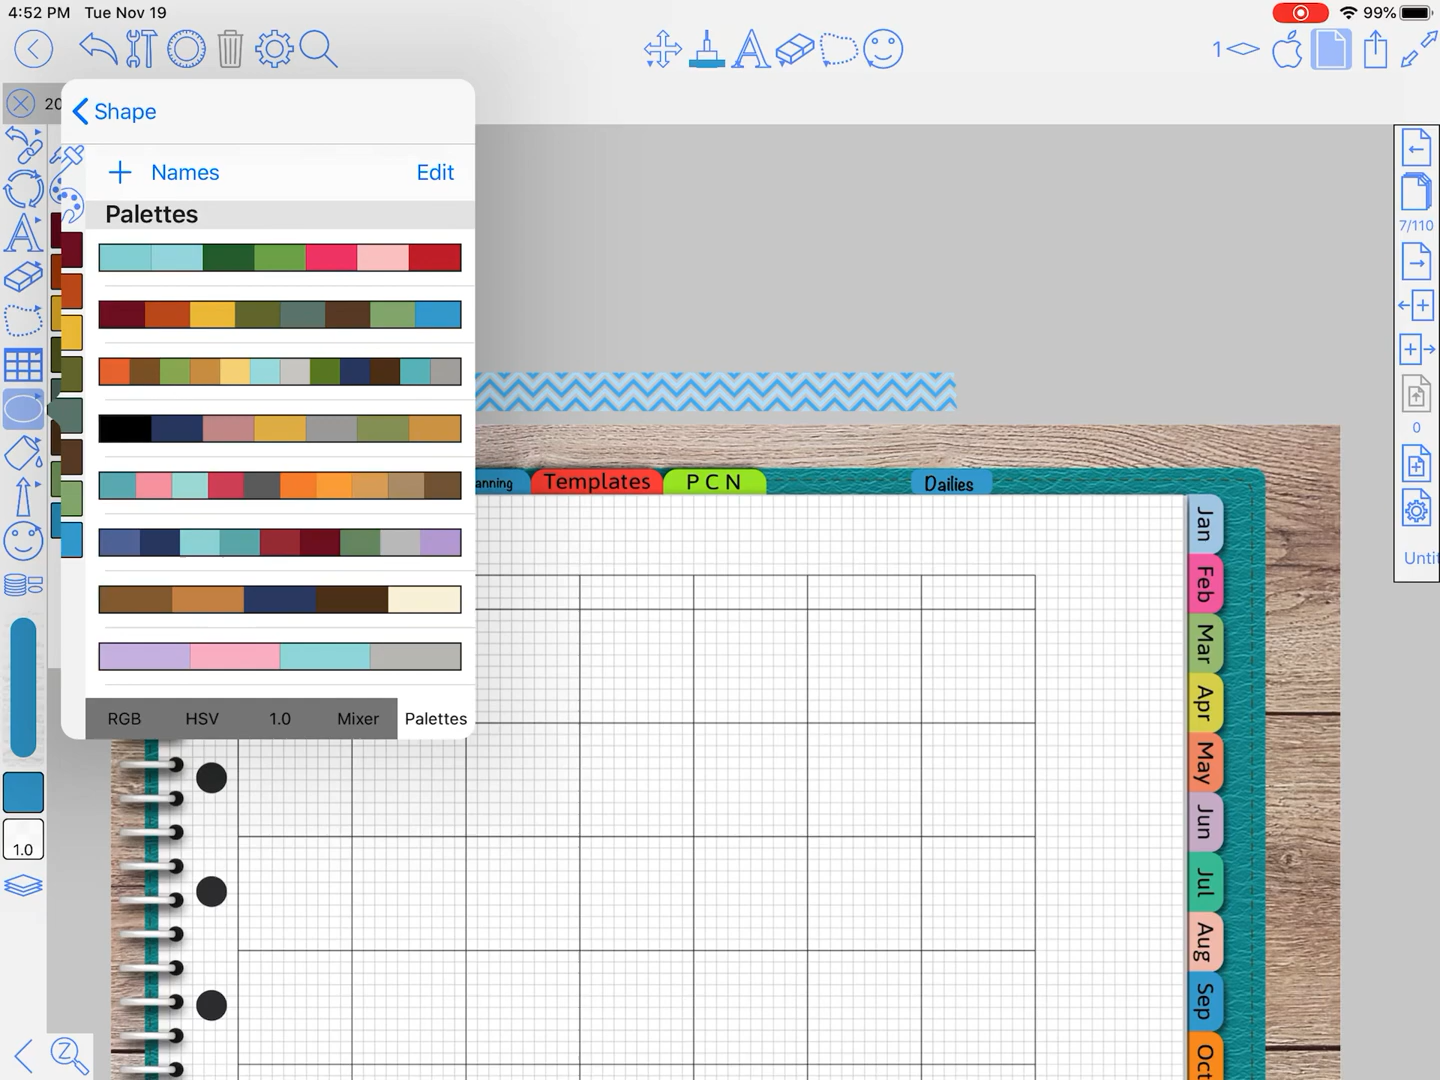 4:52 PM Tue Nov 19
99%
1
20
Shape
Names
Edit
Palettes
RGB
HSV
1.0
Mixer
Palettes
7/110
0
Untit
anning
Templates
P C N
Dailies
Jan
Feb
Mar
Apr
May
Jun
Jul
Aug
Sep
Oct
1.0
Z